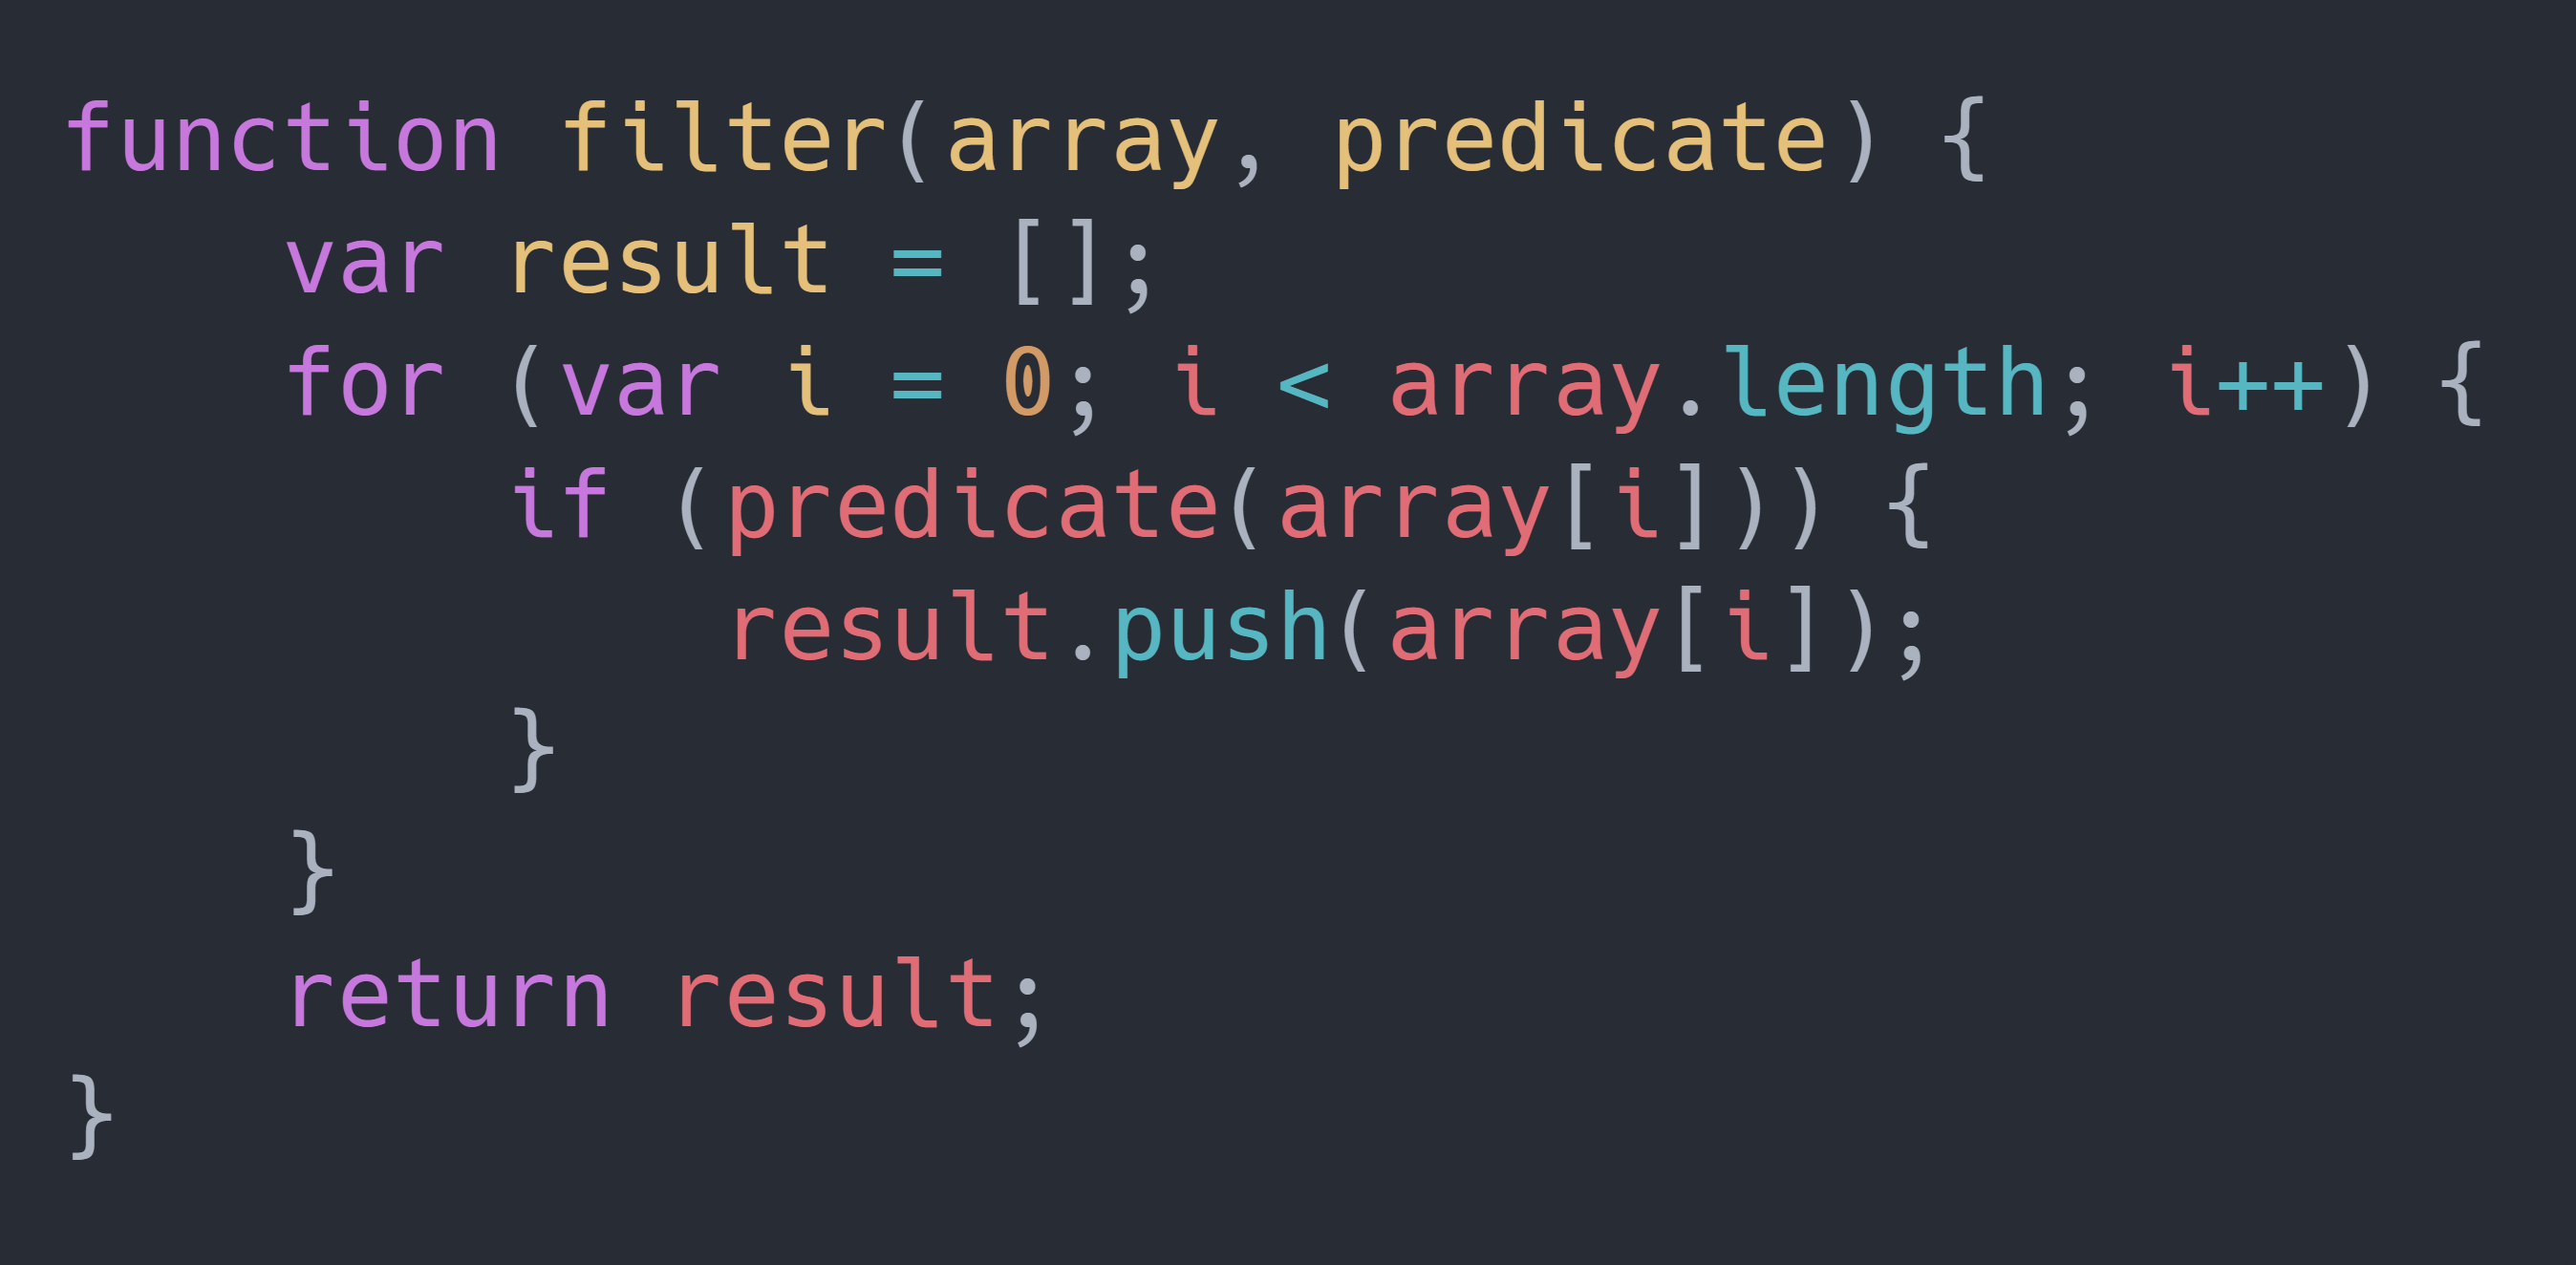 function filter(array, predicate) {
    var result = [];
    for (var i = 0; i < array.length; i++) {
        if (predicate(array[i])) {
            result.push(array[i]);
        }
    }
    return result;
}